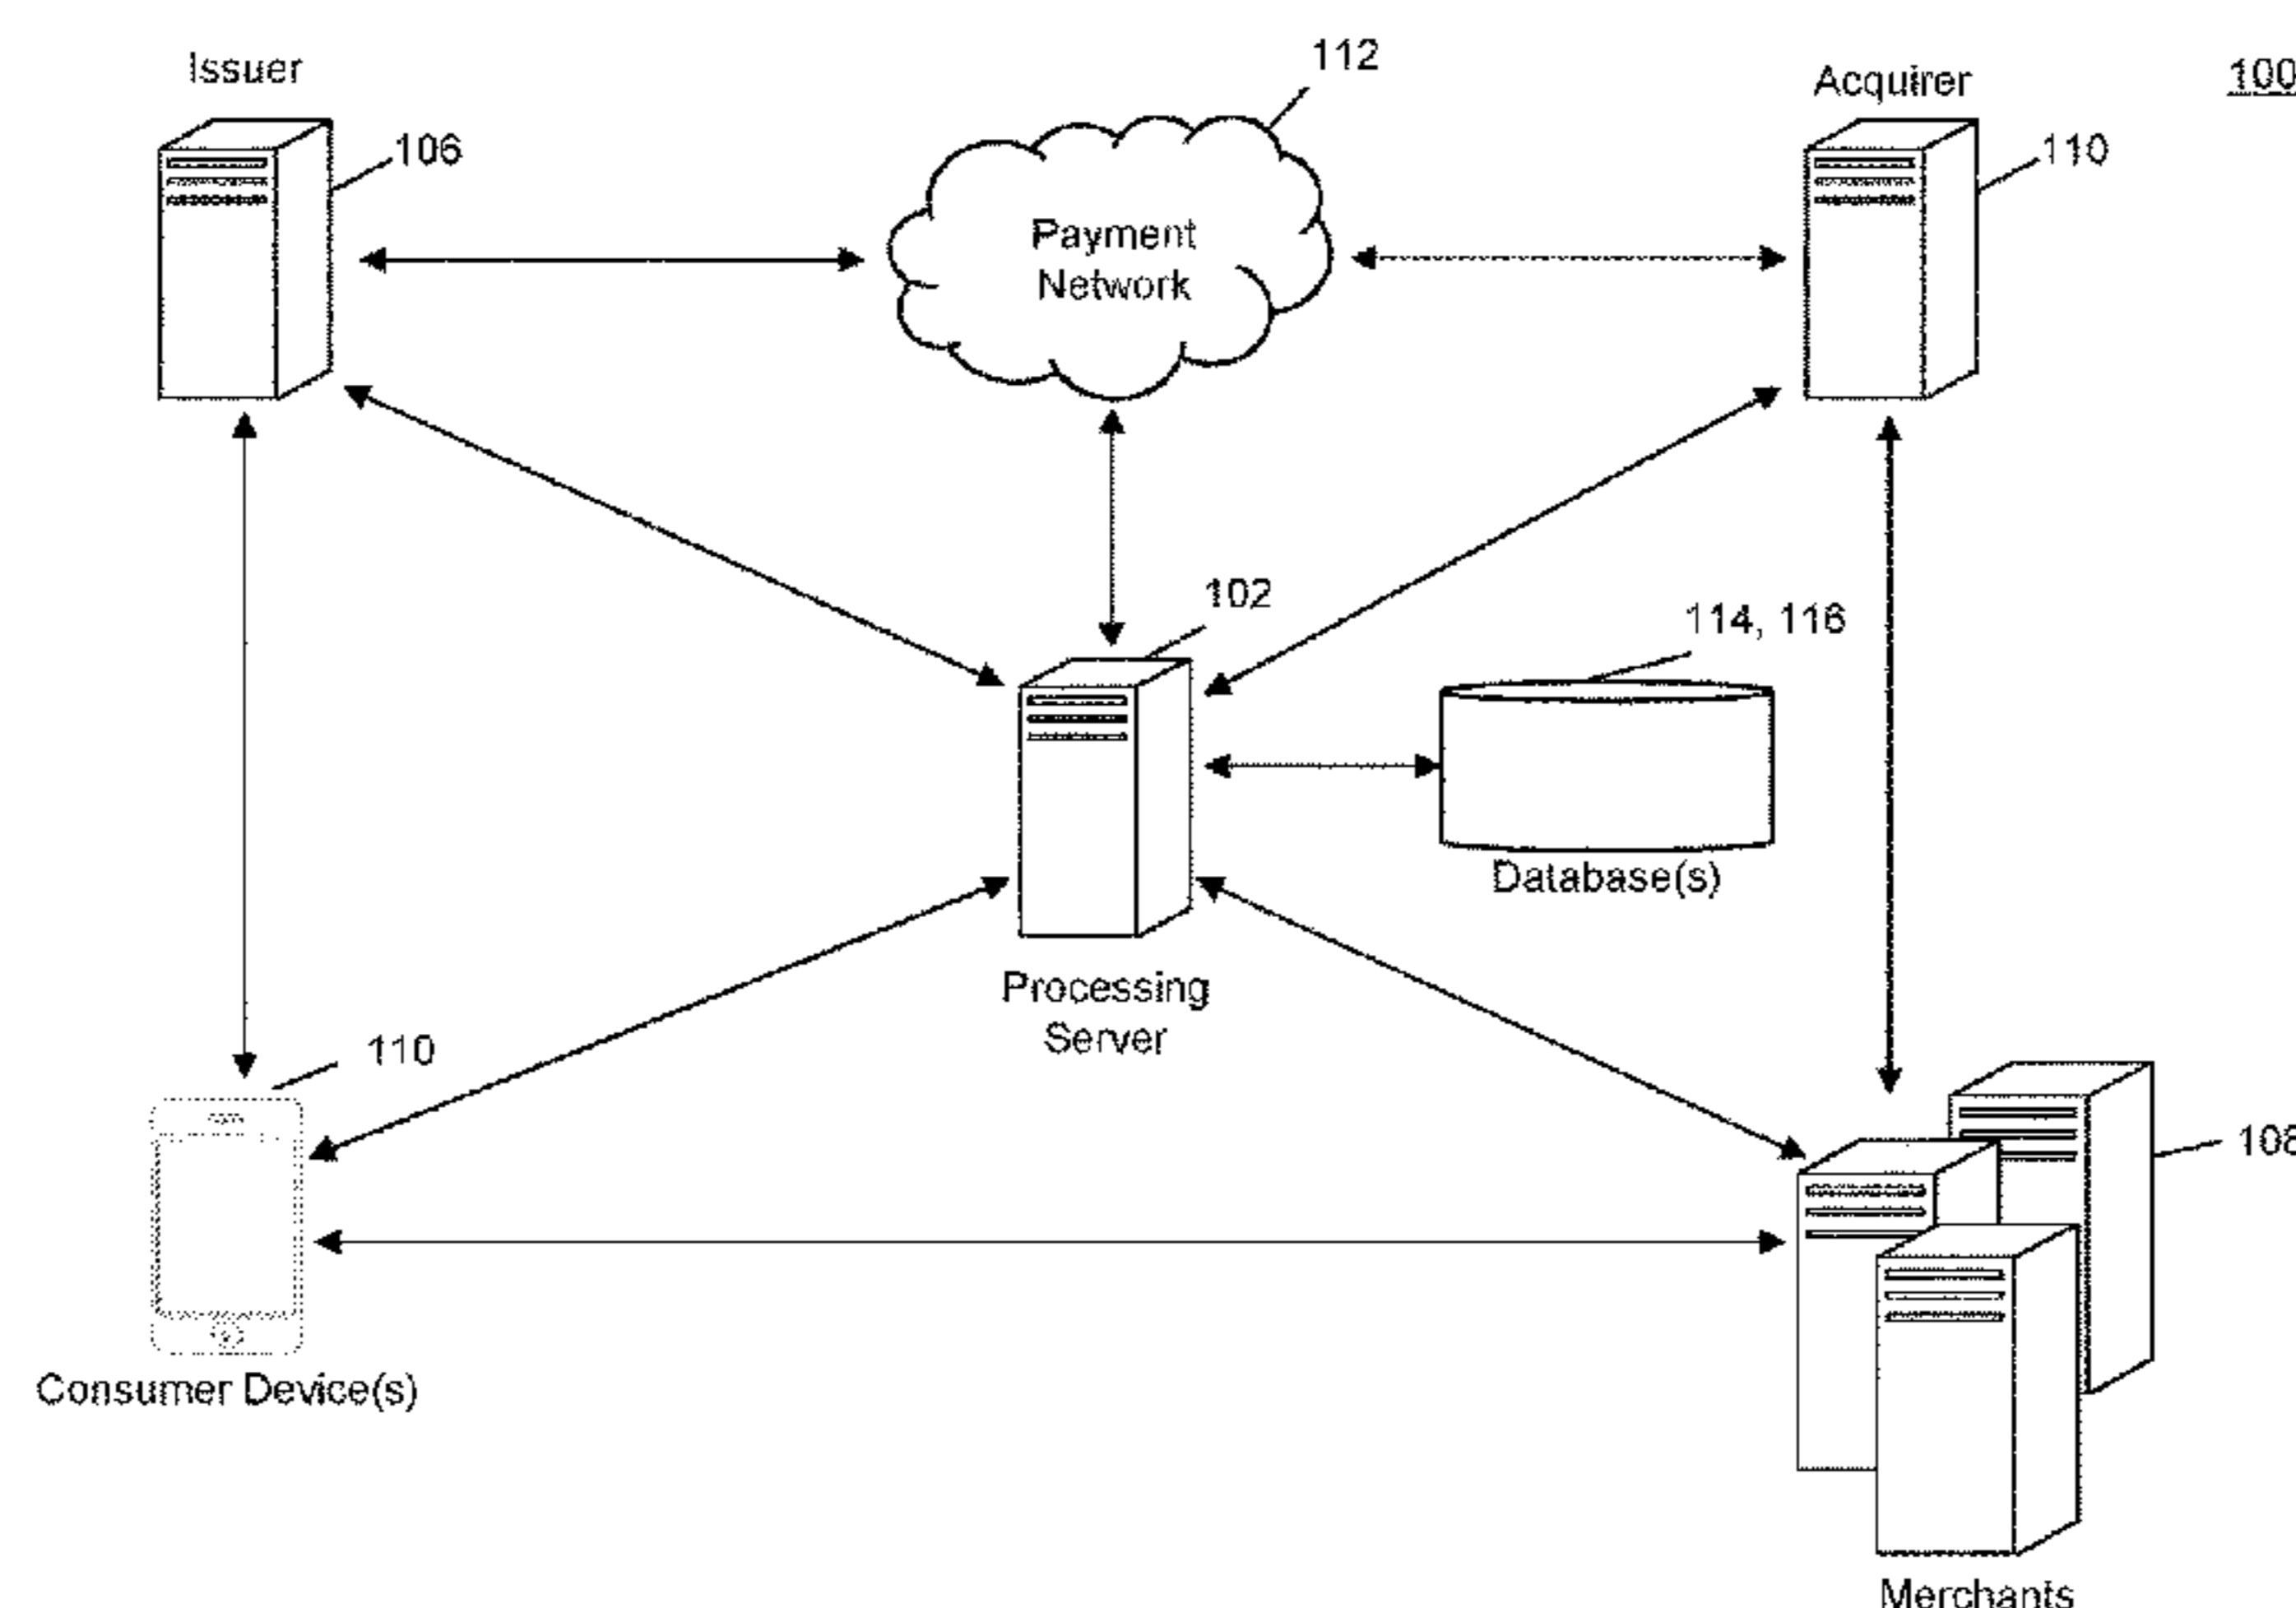 Issuer
112
Acquirer
100
106
110
Payment
Network
102
114, 116
Database(s)
Processing
Server
110
108
Consumer Device(s)
Merchants